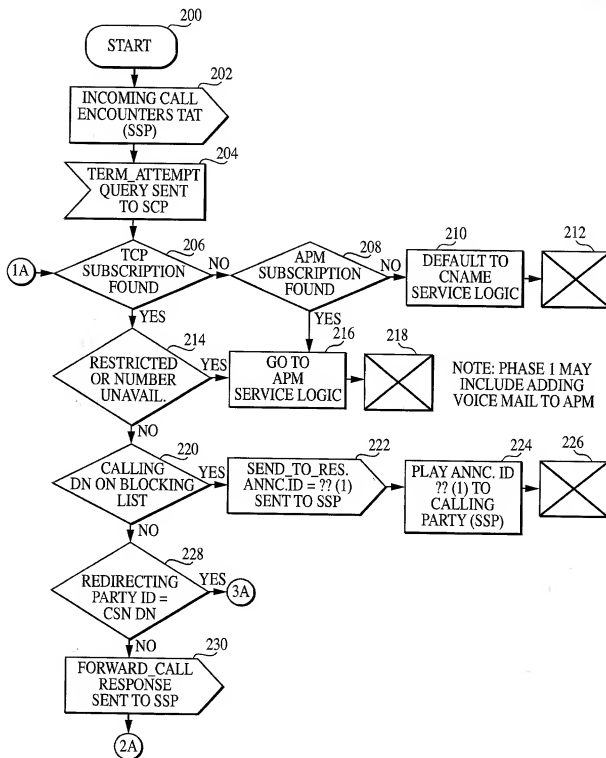 200
START
202
INCOMING CALL
ENCOUNTERS TAT
(SSP)
204
TERM_ATTEMPT
QUERY SENT
TO SCP
1A
206
TCP
SUBSCRIPTION
FOUND
NO
YES
208
APM
SUBSCRIPTION
FOUND
NO
YES
210
DEFAULT TO
CNAME
SERVICE LOGIC
212
214
RESTRICTED
OR NUMBER
UNAVAIL.
YES
NO
216
GO TO
APM
SERVICE LOGIC
218
NOTE: PHASE 1 MAY
INCLUDE ADDING
VOICE MAIL TO APM
220
CALLING
DN ON BLOCKING
LIST
YES
NO
222
SEND_TO_RES.
ANNC.ID = ?? (1)
SENT TO SSP
224
PLAY ANNC. ID
?? (1) TO
CALLING
PARTY (SSP)
226
228
REDIRECTING
PARTY ID =
CSN DN
YES
3A
NO
230
FORWARD_CALL
RESPONSE
SENT TO SSP
2A